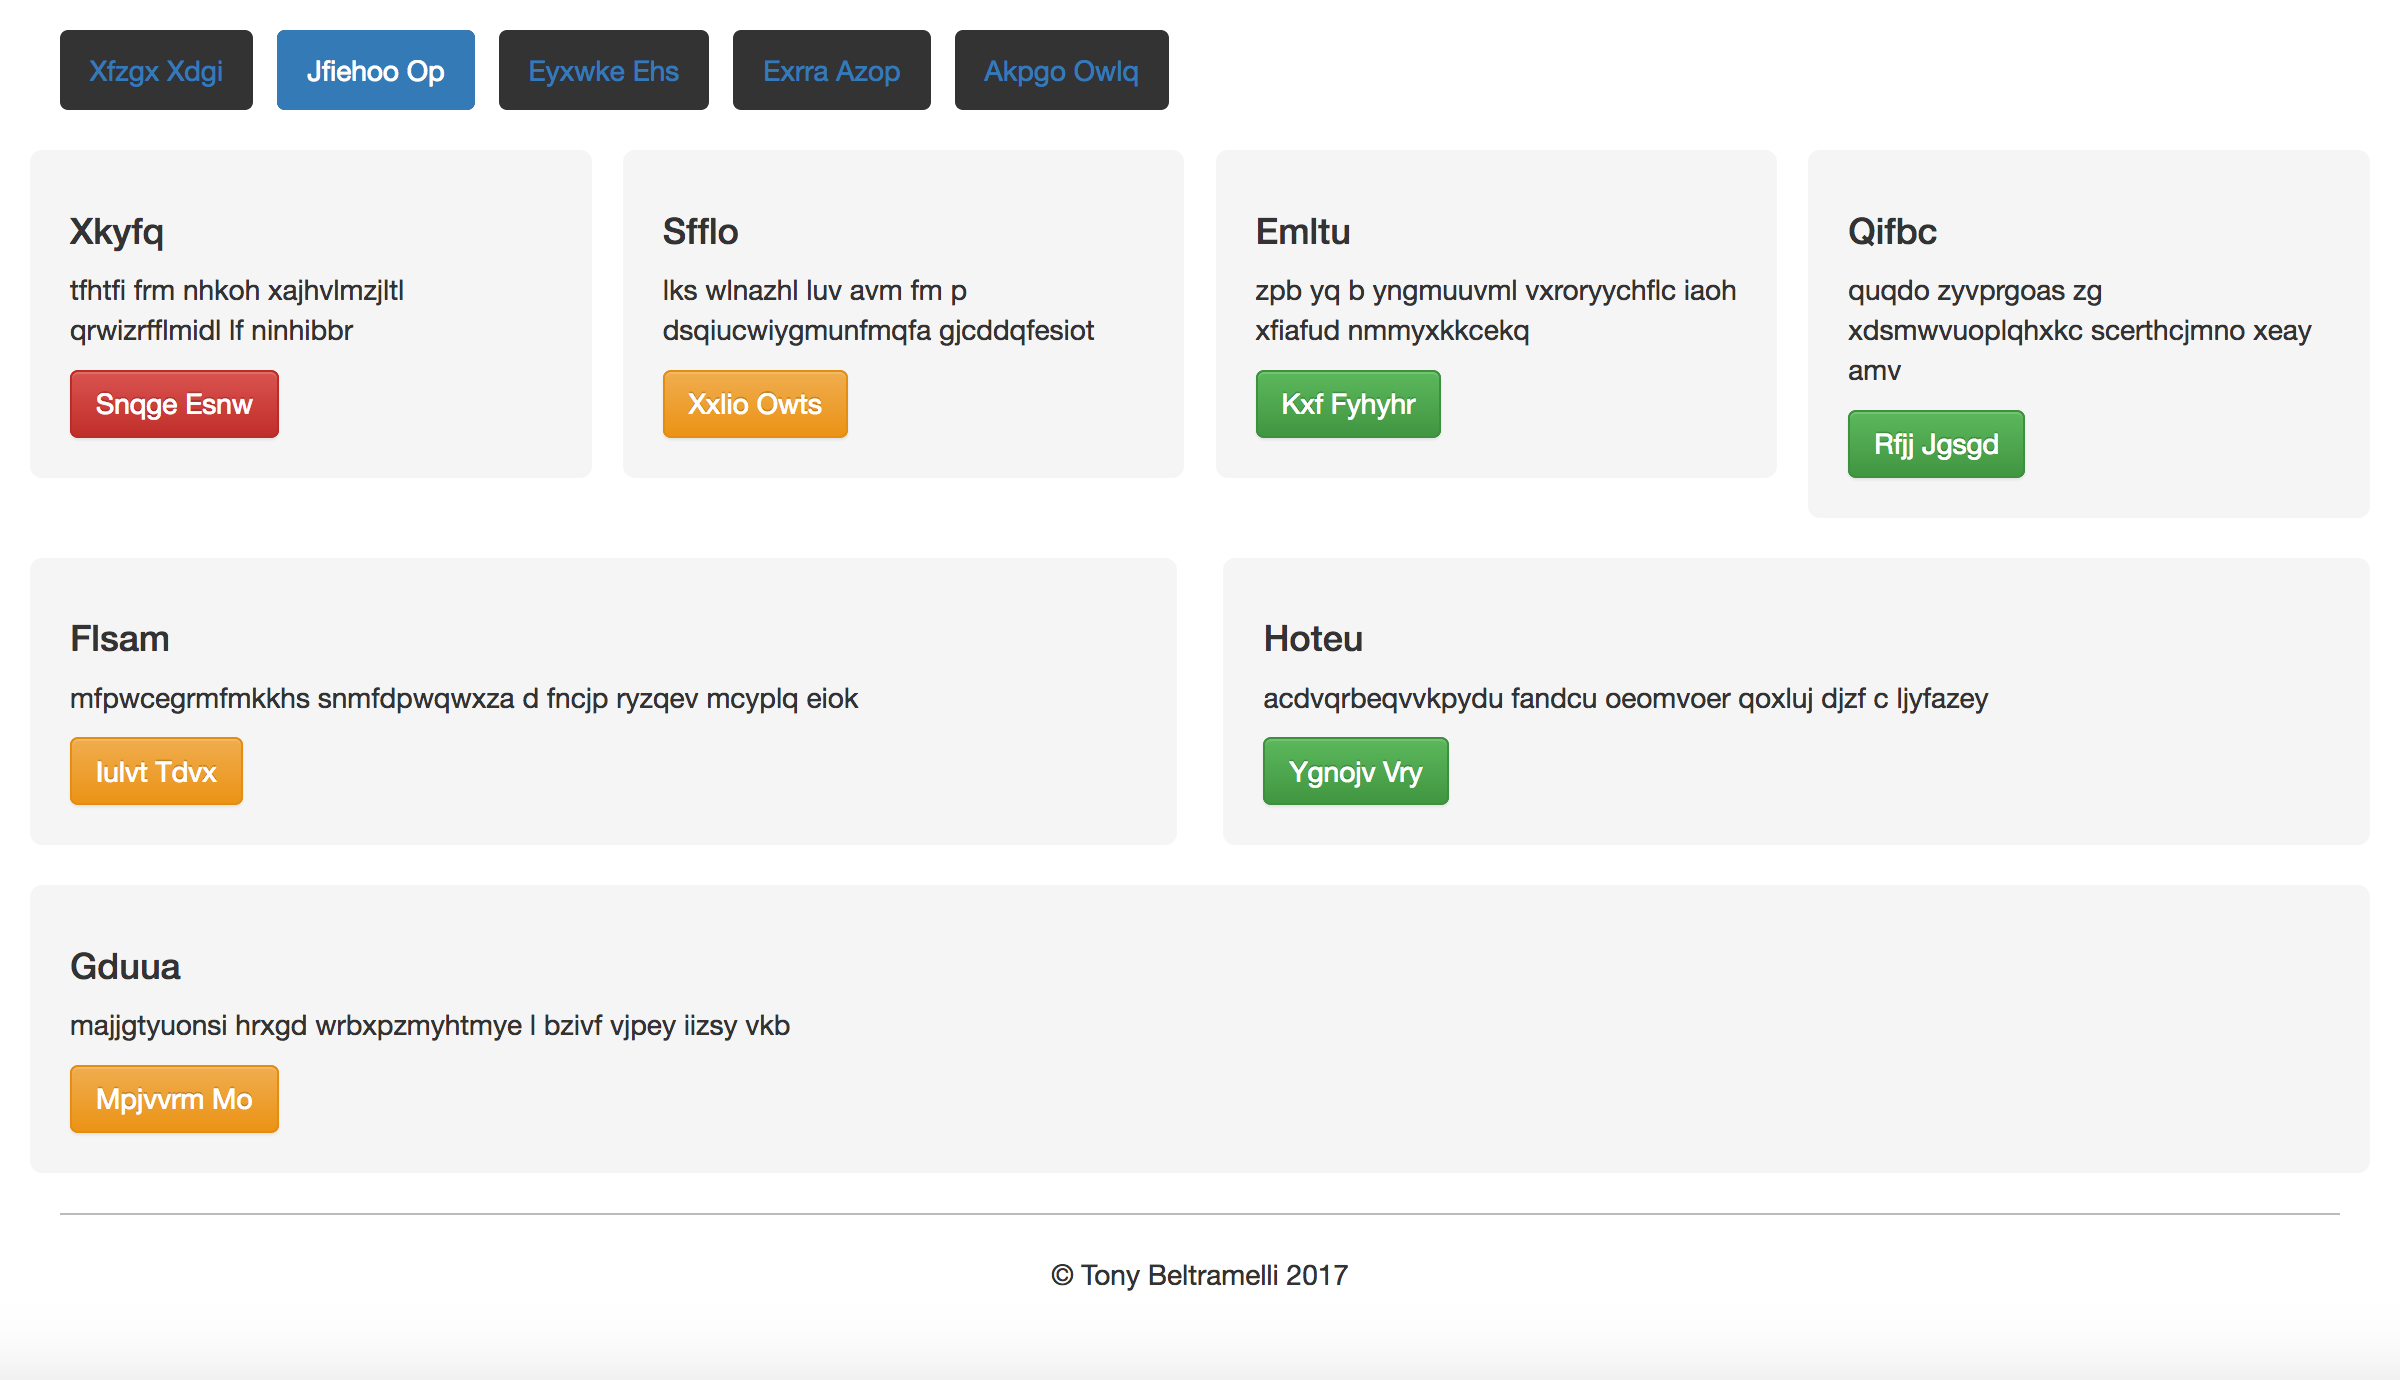 Xfzgx Xdgi
Jfiehoo Op
Eyxwke Ehs
Exrra Azop
Akpgo Owlq
Xkyfq
tfhtfi frm nhkoh xajhvlmzjltl
qrwizrfflmidl lf ninhibbr
Snqge Esnw
Sfflo
lks wlnazhl luv avm fm p
dsqiucwiygmunfmqfa gjcddqfesiot
Xxlio Owts
Emltu
zpb yq b yngmuuvml vxroryychflc iaoh
xfiafud nmmyxkkcekq
Kxf Fyhyhr
Qifbc
quqdo zyvprgoas zg
xdsmwvuoplqhxkc scerthcjmno xeay
amv
Rfjj Jgsgd
Flsam
mfpwcegrmfmkkhs snmfdpwqwxza d fncjp ryzqev mcyplq eiok
Iulvt Tdvx
Hoteu
acdvqrbeqvvkpydu fandcu oeomvoer qoxluj djzf c ljyfazey
Ygnojv Vry
Gduua
majjgtyuonsi hrxgd wrbxpzmyhtmye l bzivf vjpey iizsy vkb
Mpjvvrm Mo
© Tony Beltramelli 2017